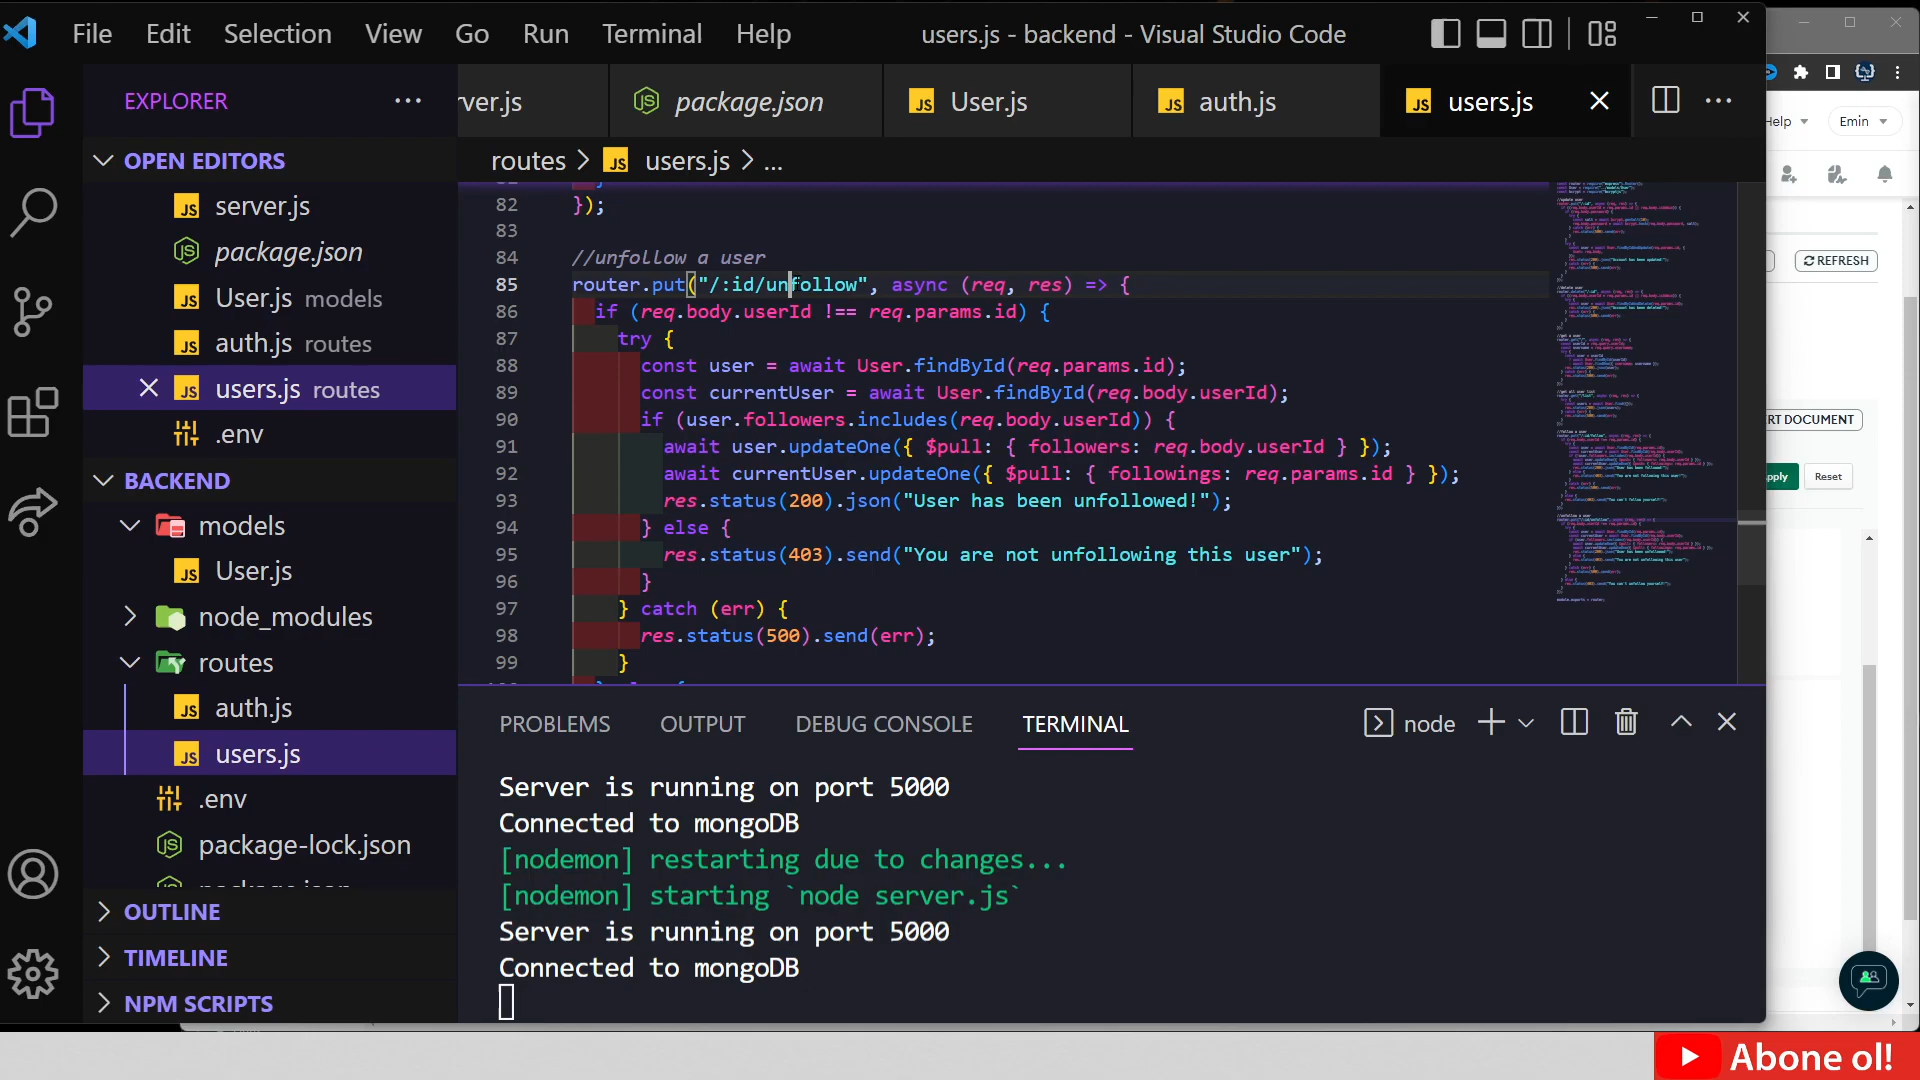 File Edit Selection View Go Run Terminal Help
users.js - backend - Visual Studio Code
EXPLORER
OPEN EDITORS
server.js
package.json
User.js models
auth.js routes
users.js routes
.env
BACKEND
models
User.js
node_modules
routes
auth.js
users.js
.env
package-lock.json
package.json
OUTLINE
TIMELINE
NPM SCRIPTS
rver.js
package.json
User.js
auth.js
users.js
routes > users.js > ...
82 });
83
84 //unfollow a user
85 router.put("/:id/unfollow", async (req, res) => {
86 if (req.body.userId !== req.params.id) {
87 try {
88 const user = await User.findById(req.params.id);
89 const currentUser = await User.findById(req.body.userId);
90 if (user.followers.includes(req.body.userId)) {
91 await user.updateOne({ $pull: { followers: req.body.userId } });
92 await currentUser.updateOne({ $pull: { followings: req.params.id } });
93 res.status(200).json("User has been unfollowed!");
94 } else {
95 res.status(403).send("You are not unfollowing this user");
96 }
97 } catch (err) {
98 res.status(500).send(err);
99 }
PROBLEMS OUTPUT DEBUG CONSOLE TERMINAL
node
Server is running on port 5000
Connected to mongoDB
[nodemon] restarting due to changes...
[nodemon] starting `node server.js`
Server is running on port 5000
Connected to mongoDB
Help
Emin
REFRESH
RT DOCUMENT
pply
Reset
Abone ol!